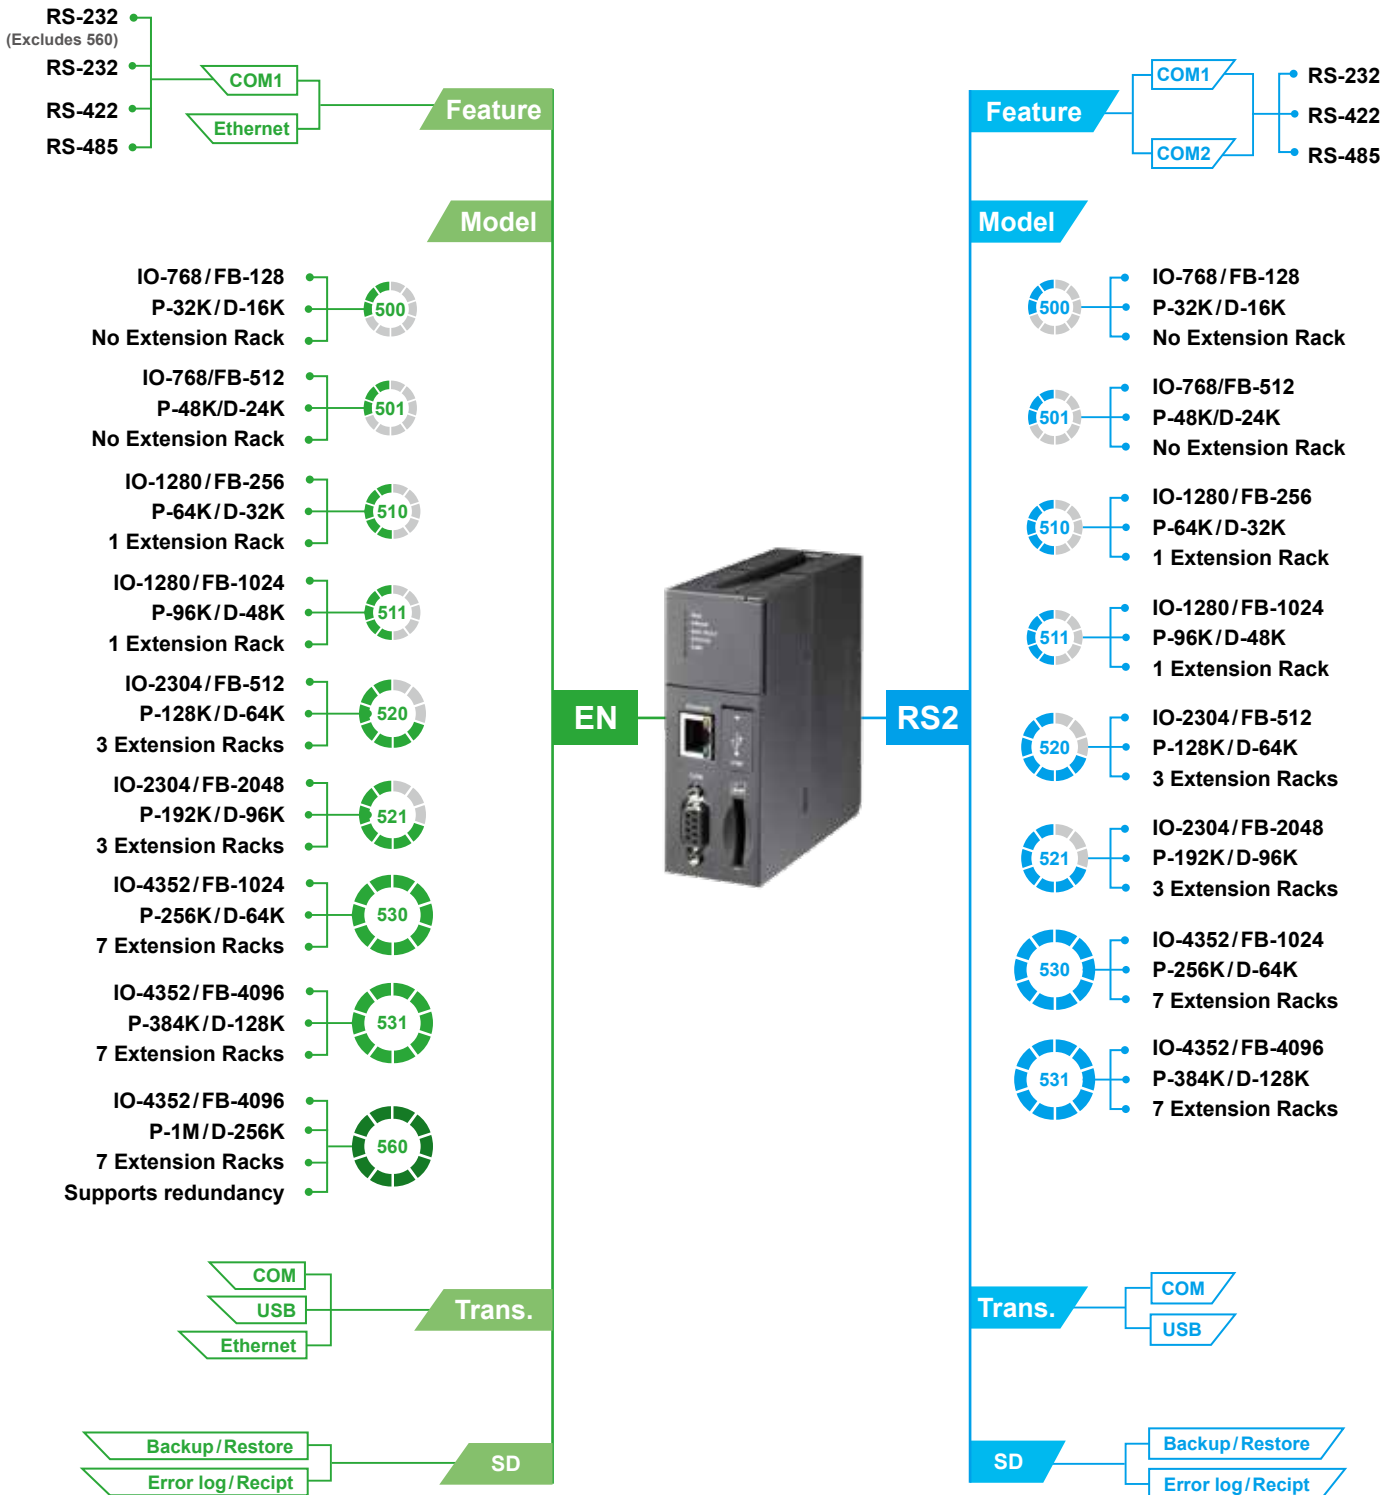 RS-232
(Excludes 560)
RS-232
RS-422
RS-485
COM1
Ethernet
Feature
Model
IO-768/FB-128
P-32K/D-16K
No Extension Rack
500
IO-768/FB-512
P-48K/D-24K
No Extension Rack
501
IO-1280/FB-256
P-64K/D-32K
1 Extension Rack
510
IO-1280/FB-1024
P-96K/D-48K
1 Extension Rack
511
IO-2304/FB-512
P-128K/D-64K
3 Extension Racks
520
IO-2304/FB-2048
P-192K/D-96K
3 Extension Racks
521
IO-4352/FB-1024
P-256K/D-64K
7 Extension Racks
530
IO-4352/FB-4096
P-384K/D-128K
7 Extension Racks
531
IO-4352/FB-4096
P-1M/D-256K
7 Extension Racks
Supports redundancy
560
COM
USB
Ethernet
Trans.
Backup/Restore
Error log/Recipt
SD
EN
RS2
Feature
COM1
COM2
RS-232
RS-422
RS-485
Model
500
IO-768/FB-128
P-32K/D-16K
No Extension Rack
501
IO-768/FB-512
P-48K/D-24K
No Extension Rack
510
IO-1280/FB-256
P-64K/D-32K
1 Extension Rack
511
IO-1280/FB-1024
P-96K/D-48K
1 Extension Rack
520
IO-2304/FB-512
P-128K/D-64K
3 Extension Racks
521
IO-2304/FB-2048
P-192K/D-96K
3 Extension Racks
530
IO-4352/FB-1024
P-256K/D-64K
7 Extension Racks
531
IO-4352/FB-4096
P-384K/D-128K
7 Extension Racks
Trans.
COM
USB
SD
Backup/Restore
Error log/Recipt